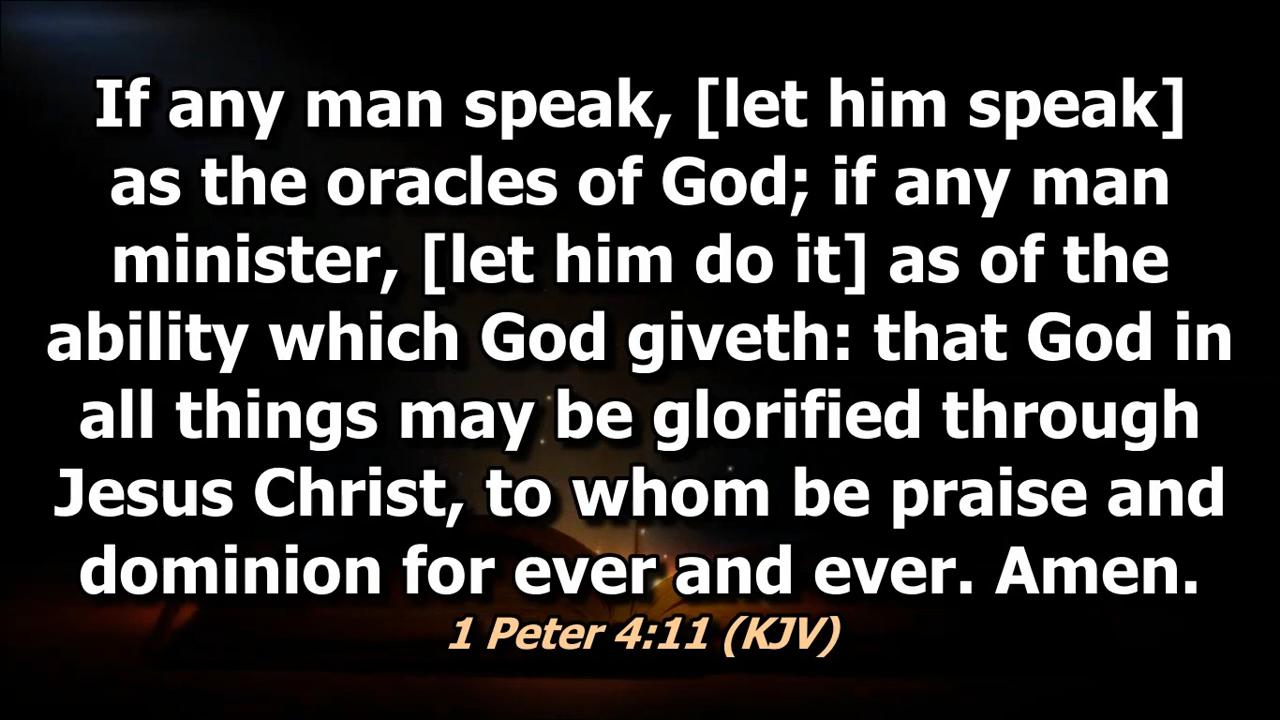 If any man speak, [let him speak]
as the oracles of God; if any man
minister, [let him do it] as of the
ability which God giveth: that God in
all things may be glorified through
Jesus Christ, to whom be praise and
dominion for ever and ever. Amen.
1 Peter 4:11 (KJV)